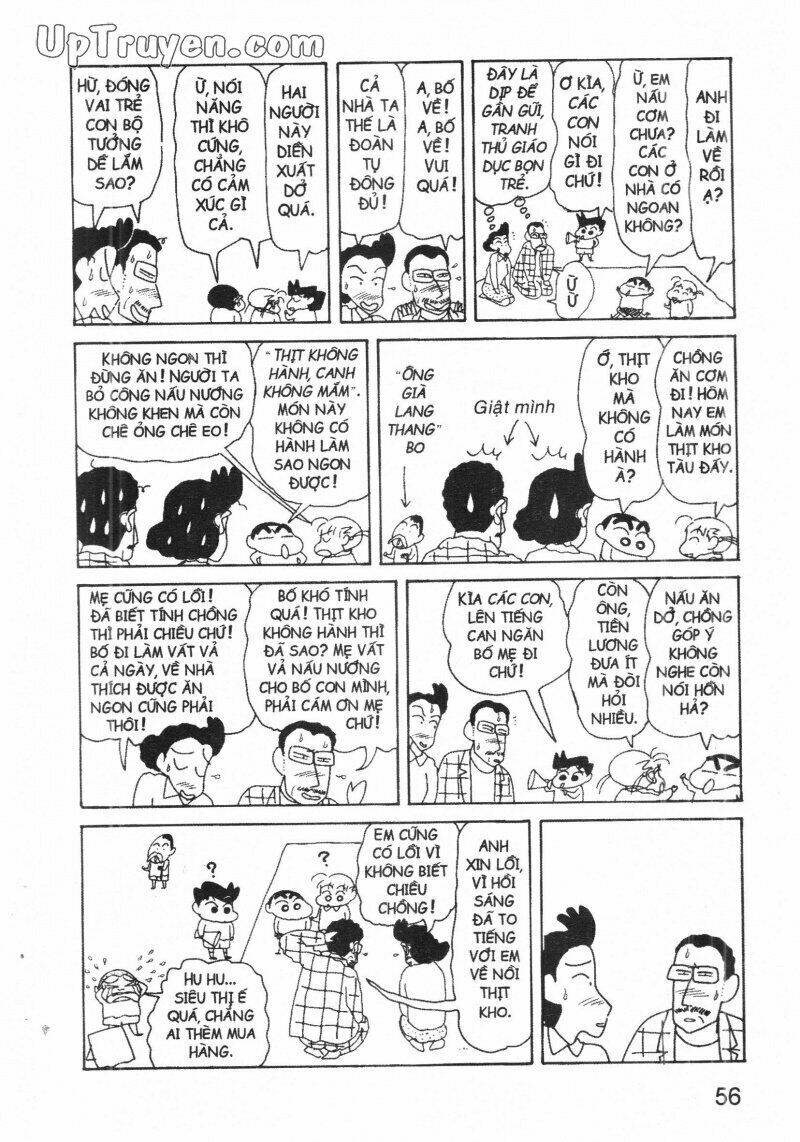 UpTruyen.com
ANH
ĐI
LÀM
VỀ
RỒI
Ạ?
Ừ, EM
NẤU
CƠM
CHƯA?
CÁC
CON Ở
NHÀ CÓ
NGOAN
KHÔNG?
Ơ KÌA,
CÁC
CON
NÓI
GÌ ĐI
CHỨ!
ĐÂY LÀ
DỊP ĐỂ
GẦN GŨI,
TRANH
THỦ GIÁO
DỤC BỌN
TRẺ.
Ừ
Ừ
A, BỐ
VỀ!
A, BỐ
VỀ! VUI
QUÁ!
CẢ
NHÀ TA
THẾ LÀ
ĐOÀN
TỤ
ĐÔNG
ĐỦ!
HAI
NGƯỜI
NÀY
DIỄN
XUẤT
DỞ
QUÁ.
Ừ, NÓI
NĂNG
THÌ KHÔ
CỨNG,
CHẲNG
CÓ CẢM
XÚC GÌ
CẢ.
HỪ, ĐÓNG
VAI TRẺ
CON BỘ
TƯỞNG
DỄ LẮM
SAO?
CHỒNG
ĂN CƠM
ĐI! HÔM
NAY EM
LÀM MÓN
THỊT KHO
TÀU ĐẤY.
Ớ, THỊT
KHO
MÀ
KHÔNG
CÓ
HÀNH
À?
Giật mình
"ÔNG
GIÀ
LANG
THANG"
BO
"THỊT KHÔNG
HÀNH, CANH
KHÔNG MẮM".
MÓN NÀY
KHÔNG CÓ
HÀNH LÀM
SAO NGON
ĐƯỢC!
KHÔNG NGON THÌ
ĐỪNG ĂN! NGƯỜI TA
BỎ CÔNG NẤU NƯỚNG
KHÔNG KHEN MÀ CÒN
CHÊ ỎNG CHÊ EO!
NẤU ĂN
DỞ, CHỒNG
GÓP Ý
KHÔNG
NGHE CÒN
NÓI HỖN
HẢ?
CÒN
ÔNG,
TIỀN
LƯƠNG
ĐƯA ÍT
MÀ ĐÒI
HỎI
NHIỀU.
KÌA CÁC CON,
LÊN TIẾNG
CAN NGĂN
BỐ MẸ ĐI
CHỨ!
BỐ KHÓ TÍNH
QUÁ! THỊT KHO
KHÔNG HÀNH THÌ
ĐÃ SAO? MẸ VẤT
VẢ NẤU NƯỚNG
CHO BỐ CON MÌNH,
PHẢI CÁM ƠN MẸ
CHỨ!
MẸ CŨNG CÓ LỖI!
ĐÃ BIẾT TÍNH CHỒNG
THÌ PHẢI CHIỀU CHỨ!
BỐ ĐI LÀM VẤT VẢ
CẢ NGÀY, VỀ NHÀ
THÍCH ĐƯỢC ĂN
NGON CŨNG PHẢI
THÔI!
ANH
XIN LỖI,
VÌ HỒI
SÁNG
ĐÃ TO
TIẾNG
VỚI EM
VỀ NỒI
THỊT
KHO.
EM CŨNG
CÓ LỖI VÌ
KHÔNG BIẾT
CHIỀU
CHỒNG!
?
?
HU HU...
SIÊU THỊ Ế
QUÁ, CHẲNG
AI THÈM MUA
HÀNG.
56